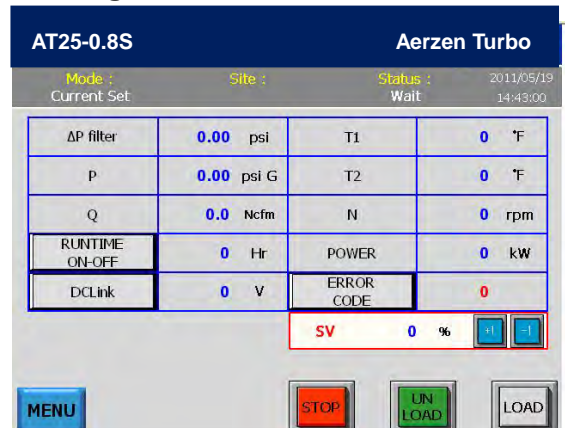 AT25-0.8S Aerzen Turbo
Mode : Site : Status : 2011/05/19
Current Set Wait 14:43:00
ΔP filter 0.00 psi T1 0 °F
P 0.00 psi G T2 0 °F
Q 0.0 Ncfm N 0 rpm
RUNTIME
ON-OFF 0 Hr POWER 0 kW
DCLink 0 V ERROR
CODE 0
SV 0 % +1 -1
MENU STOP UN
LOAD LOAD